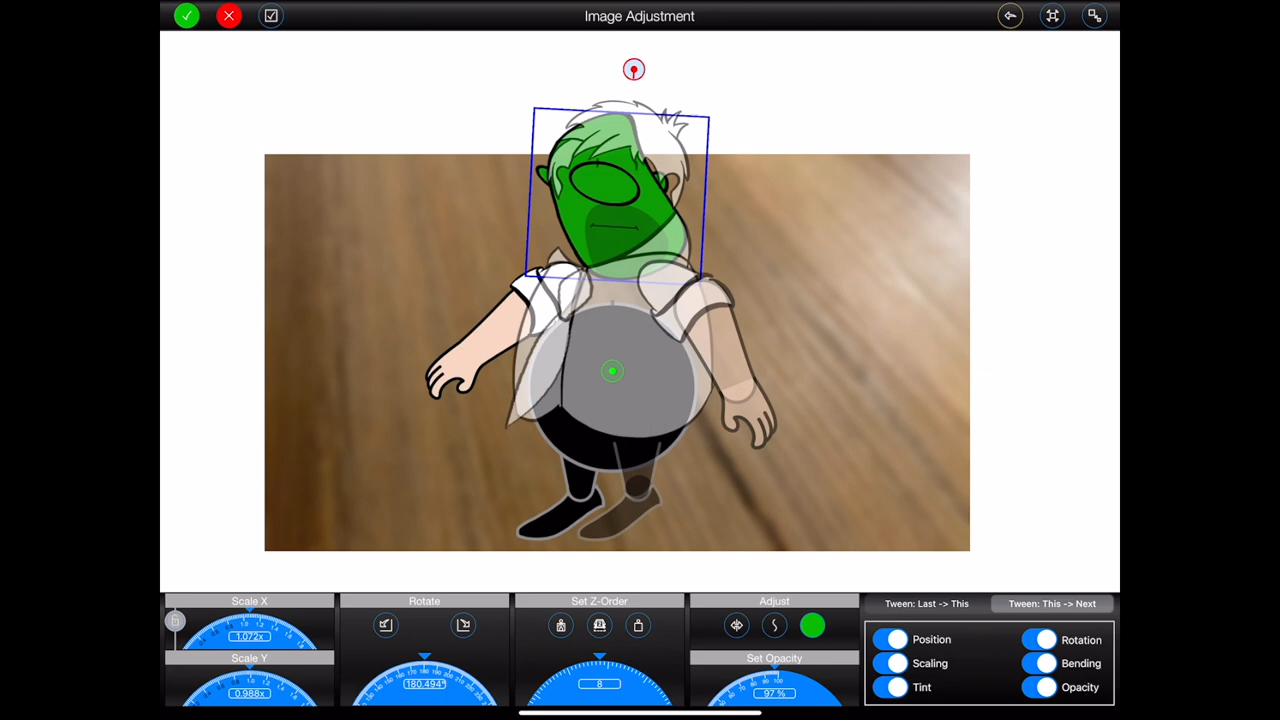 Image Adjustment
Scale X
1.072x
Scale Y
0.988x
Rotate
180.494°
Set Z-Order
8
Adjust
Set Opacity
97 %
Tween: Last -> This
Tween: This -> Next
Position
Rotation
Scaling
Bending
Tint
Opacity